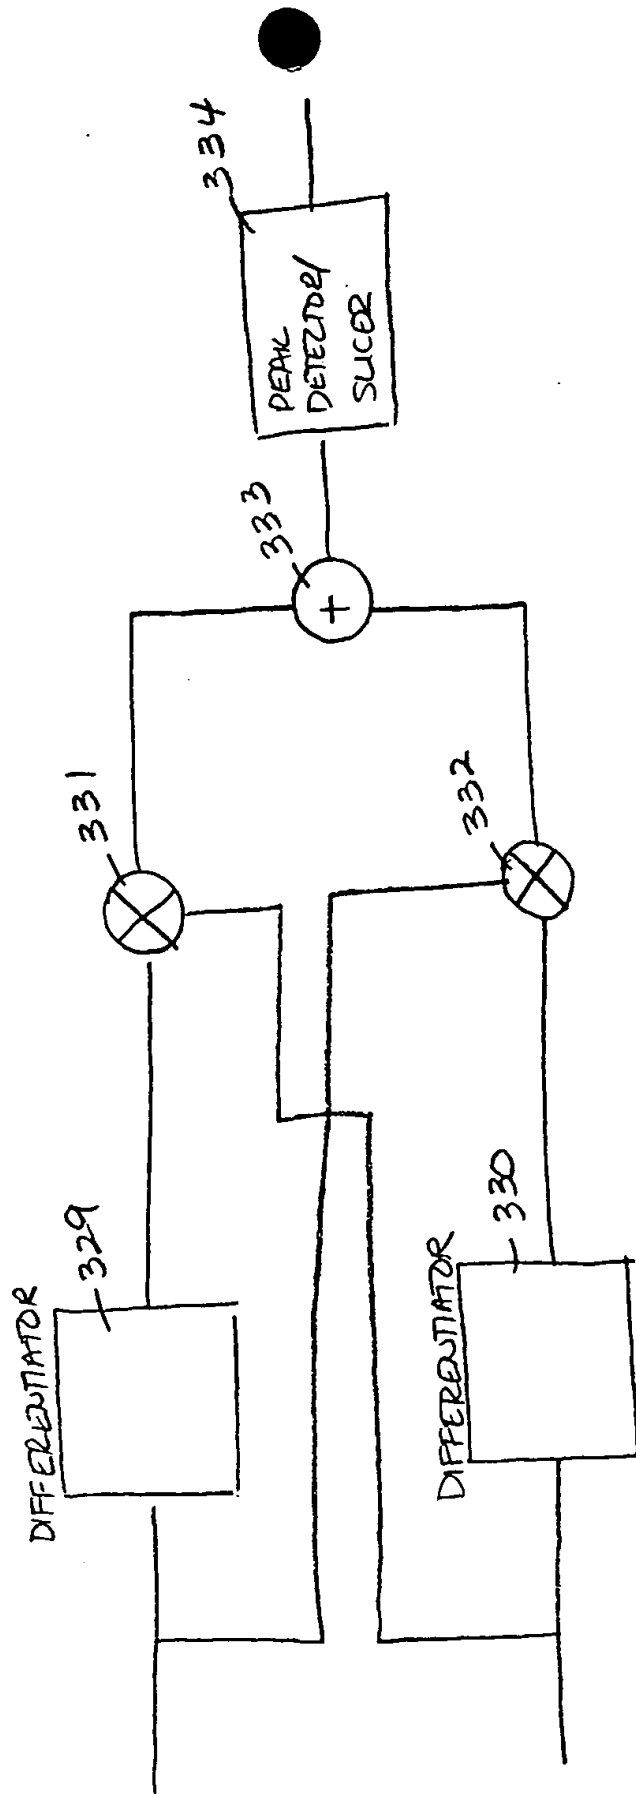 DIFFERENTIATOR
329
331
333
334
PEAK
DETECTOR/
SLICER
+
DIFFERENTIATOR
330
332